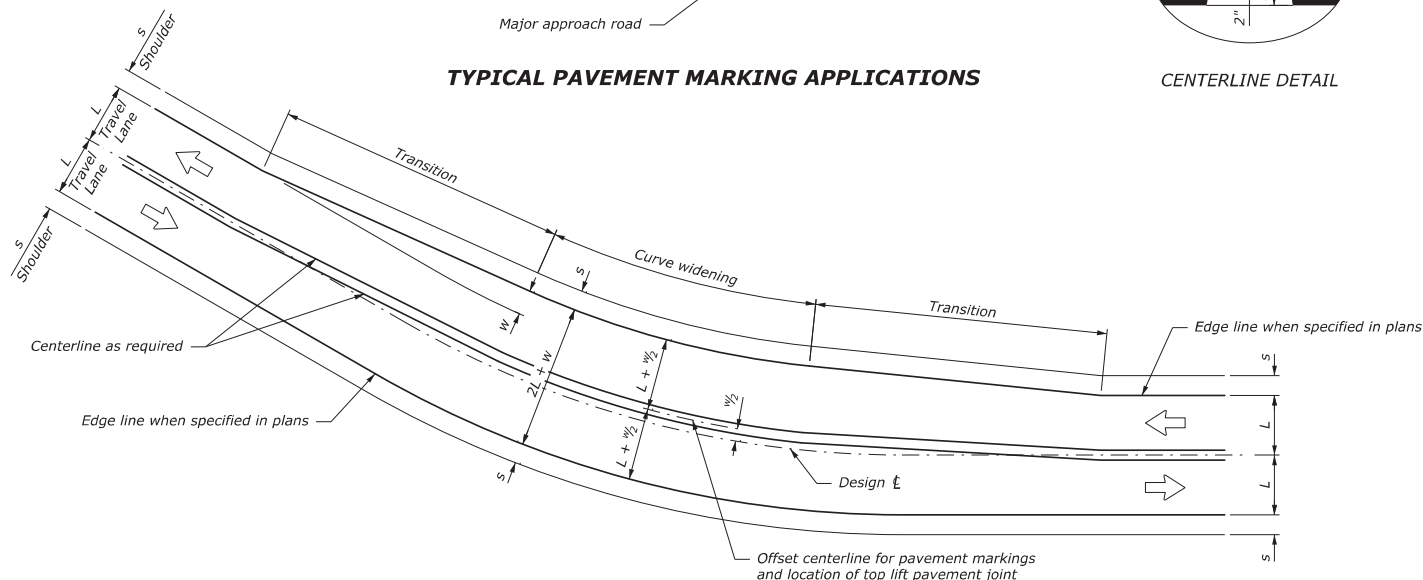 Major approach road
2"
TYPICAL PAVEMENT MARKING APPLICATIONS
CENTERLINE DETAIL
s
Shoulder
L
Travel
Lane
L
Travel
Lane
s
Shoulder
Transition
Curve widening
s
Transition
w
Edge line when specified in plans
Centerline as required
2L + w
L + w/2
w/2
s
L
Edge line when specified in plans
L + w/2
L
s
Design ℄
s
Offset centerline for pavement markings
and location of top lift pavement joint